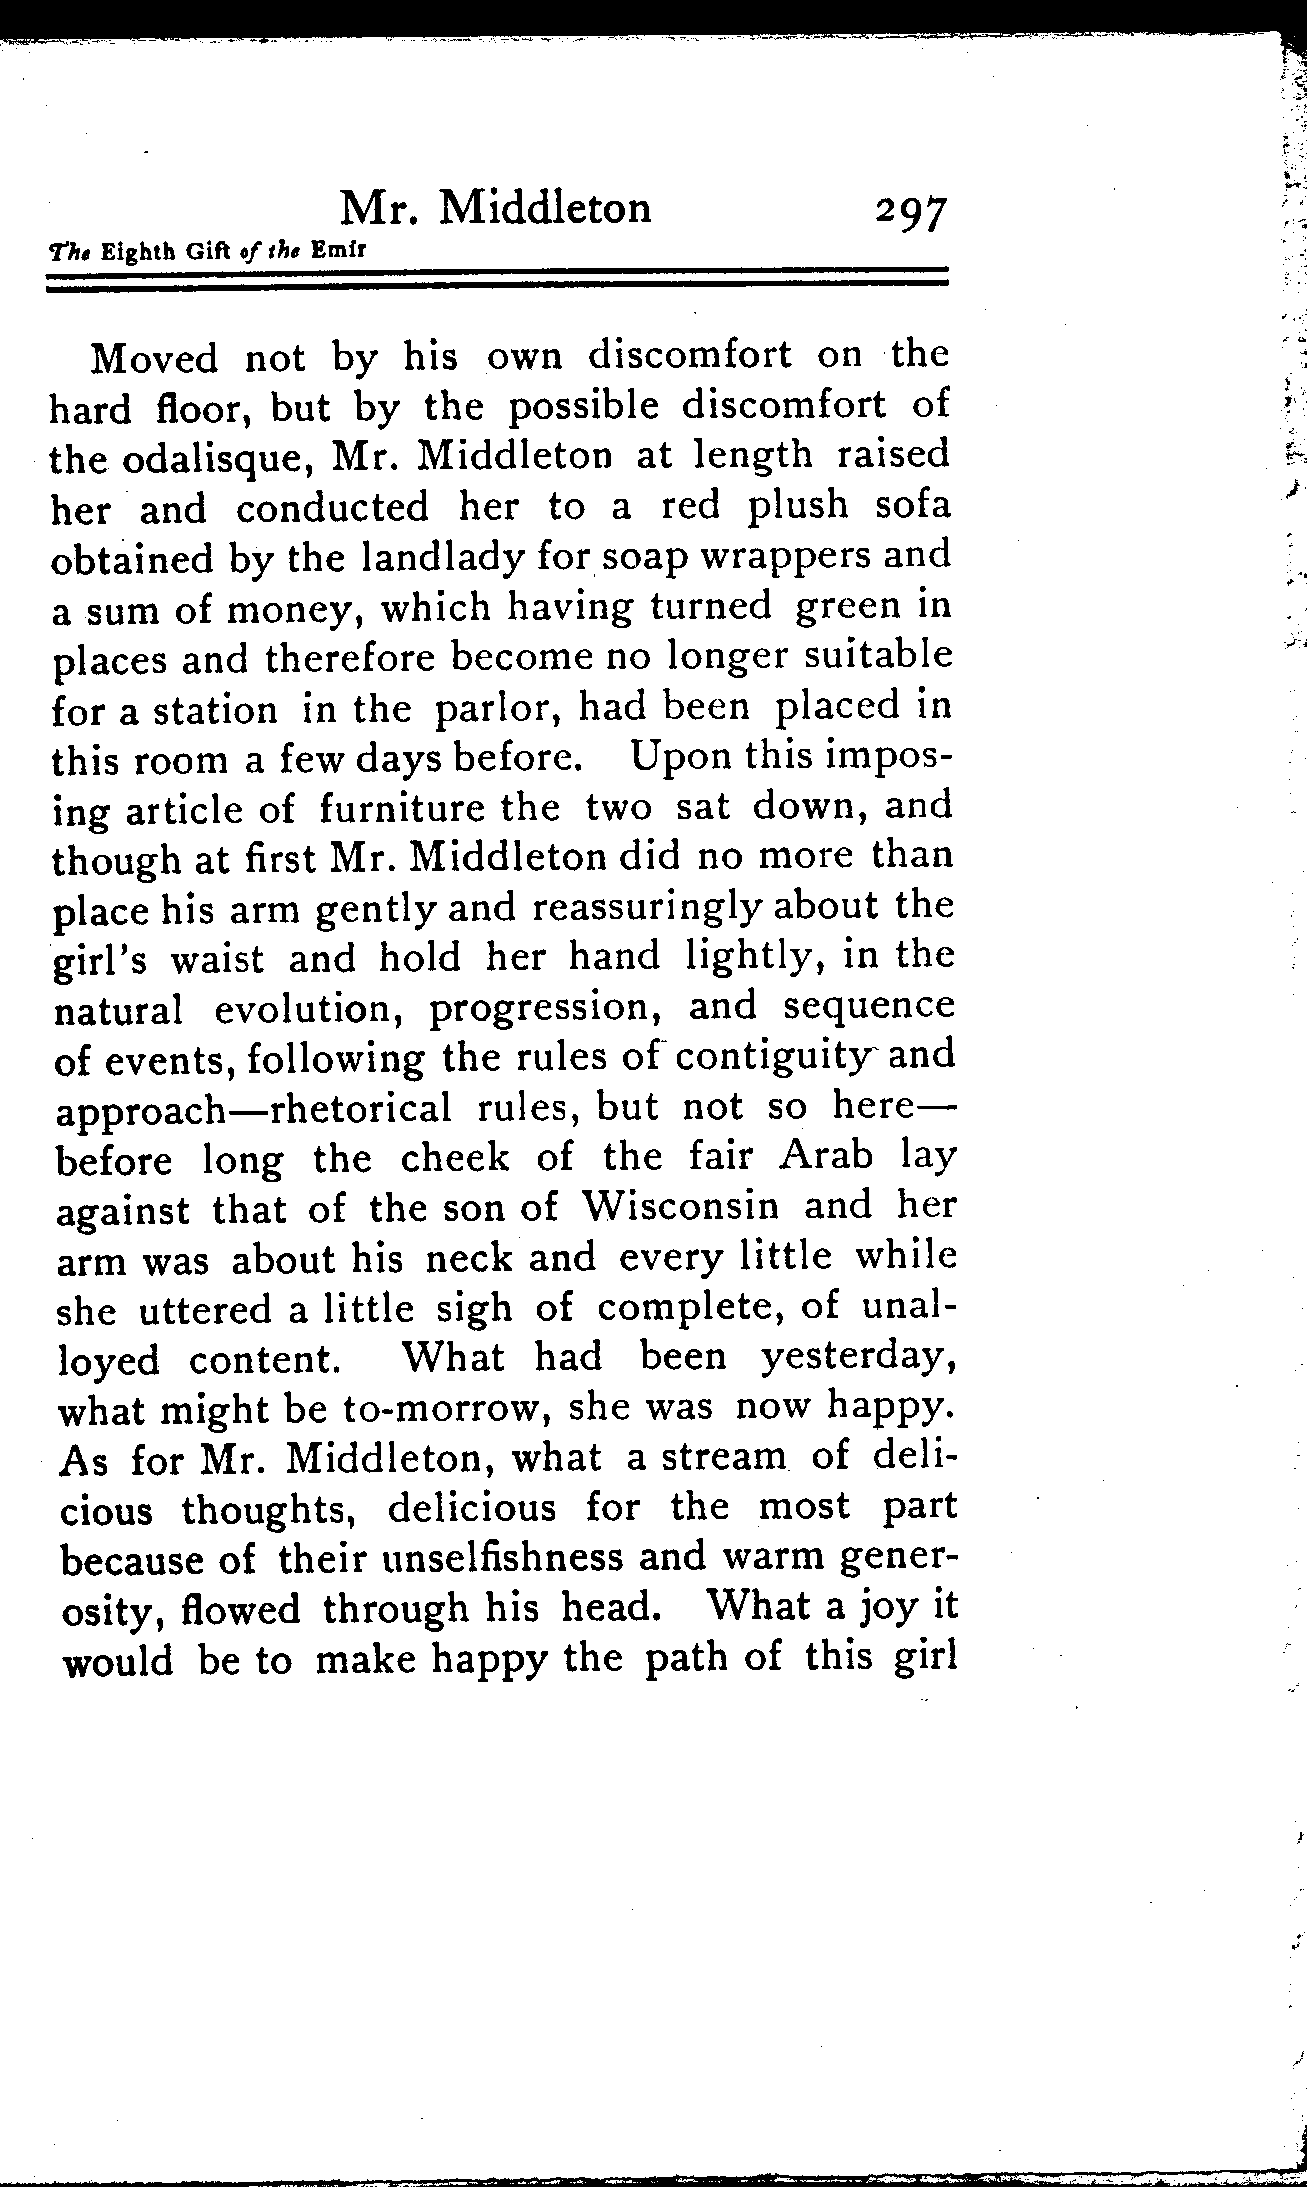 Mr. Middleton 297
The Eighth Gift of the Emir
Moved not by his own discomfort on the
hard floor, but by the possible discomfort of
the odalisque, Mr. Middleton at length raised
her and conducted her to a red plush sofa
obtained by the landlady for soap wrappers and
a sum of money, which having turned green in
places and therefore become no longer suitable
for a station in the parlor, had been placed in
this room a few days before. Upon this impos-
ing article of furniture the two sat down, and
though at first Mr. Middleton did no more than
place his arm gently and reassuringly about the
girl's waist and hold her hand lightly, in the
natural evolution, progression, and sequence
of events, following the rules of contiguity and
approach—rhetorical rules, but not so here—
before long the cheek of the fair Arab lay
against that of the son of Wisconsin and her
arm was about his neck and every little while
she uttered a little sigh of complete, of unal-
loyed content. What had been yesterday,
what might be to-morrow, she was now happy.
As for Mr. Middleton, what a stream of deli-
cious thoughts, delicious for the most part
because of their unselfishness and warm gener-
osity, flowed through his head. What a joy it
would be to make happy the path of this girl